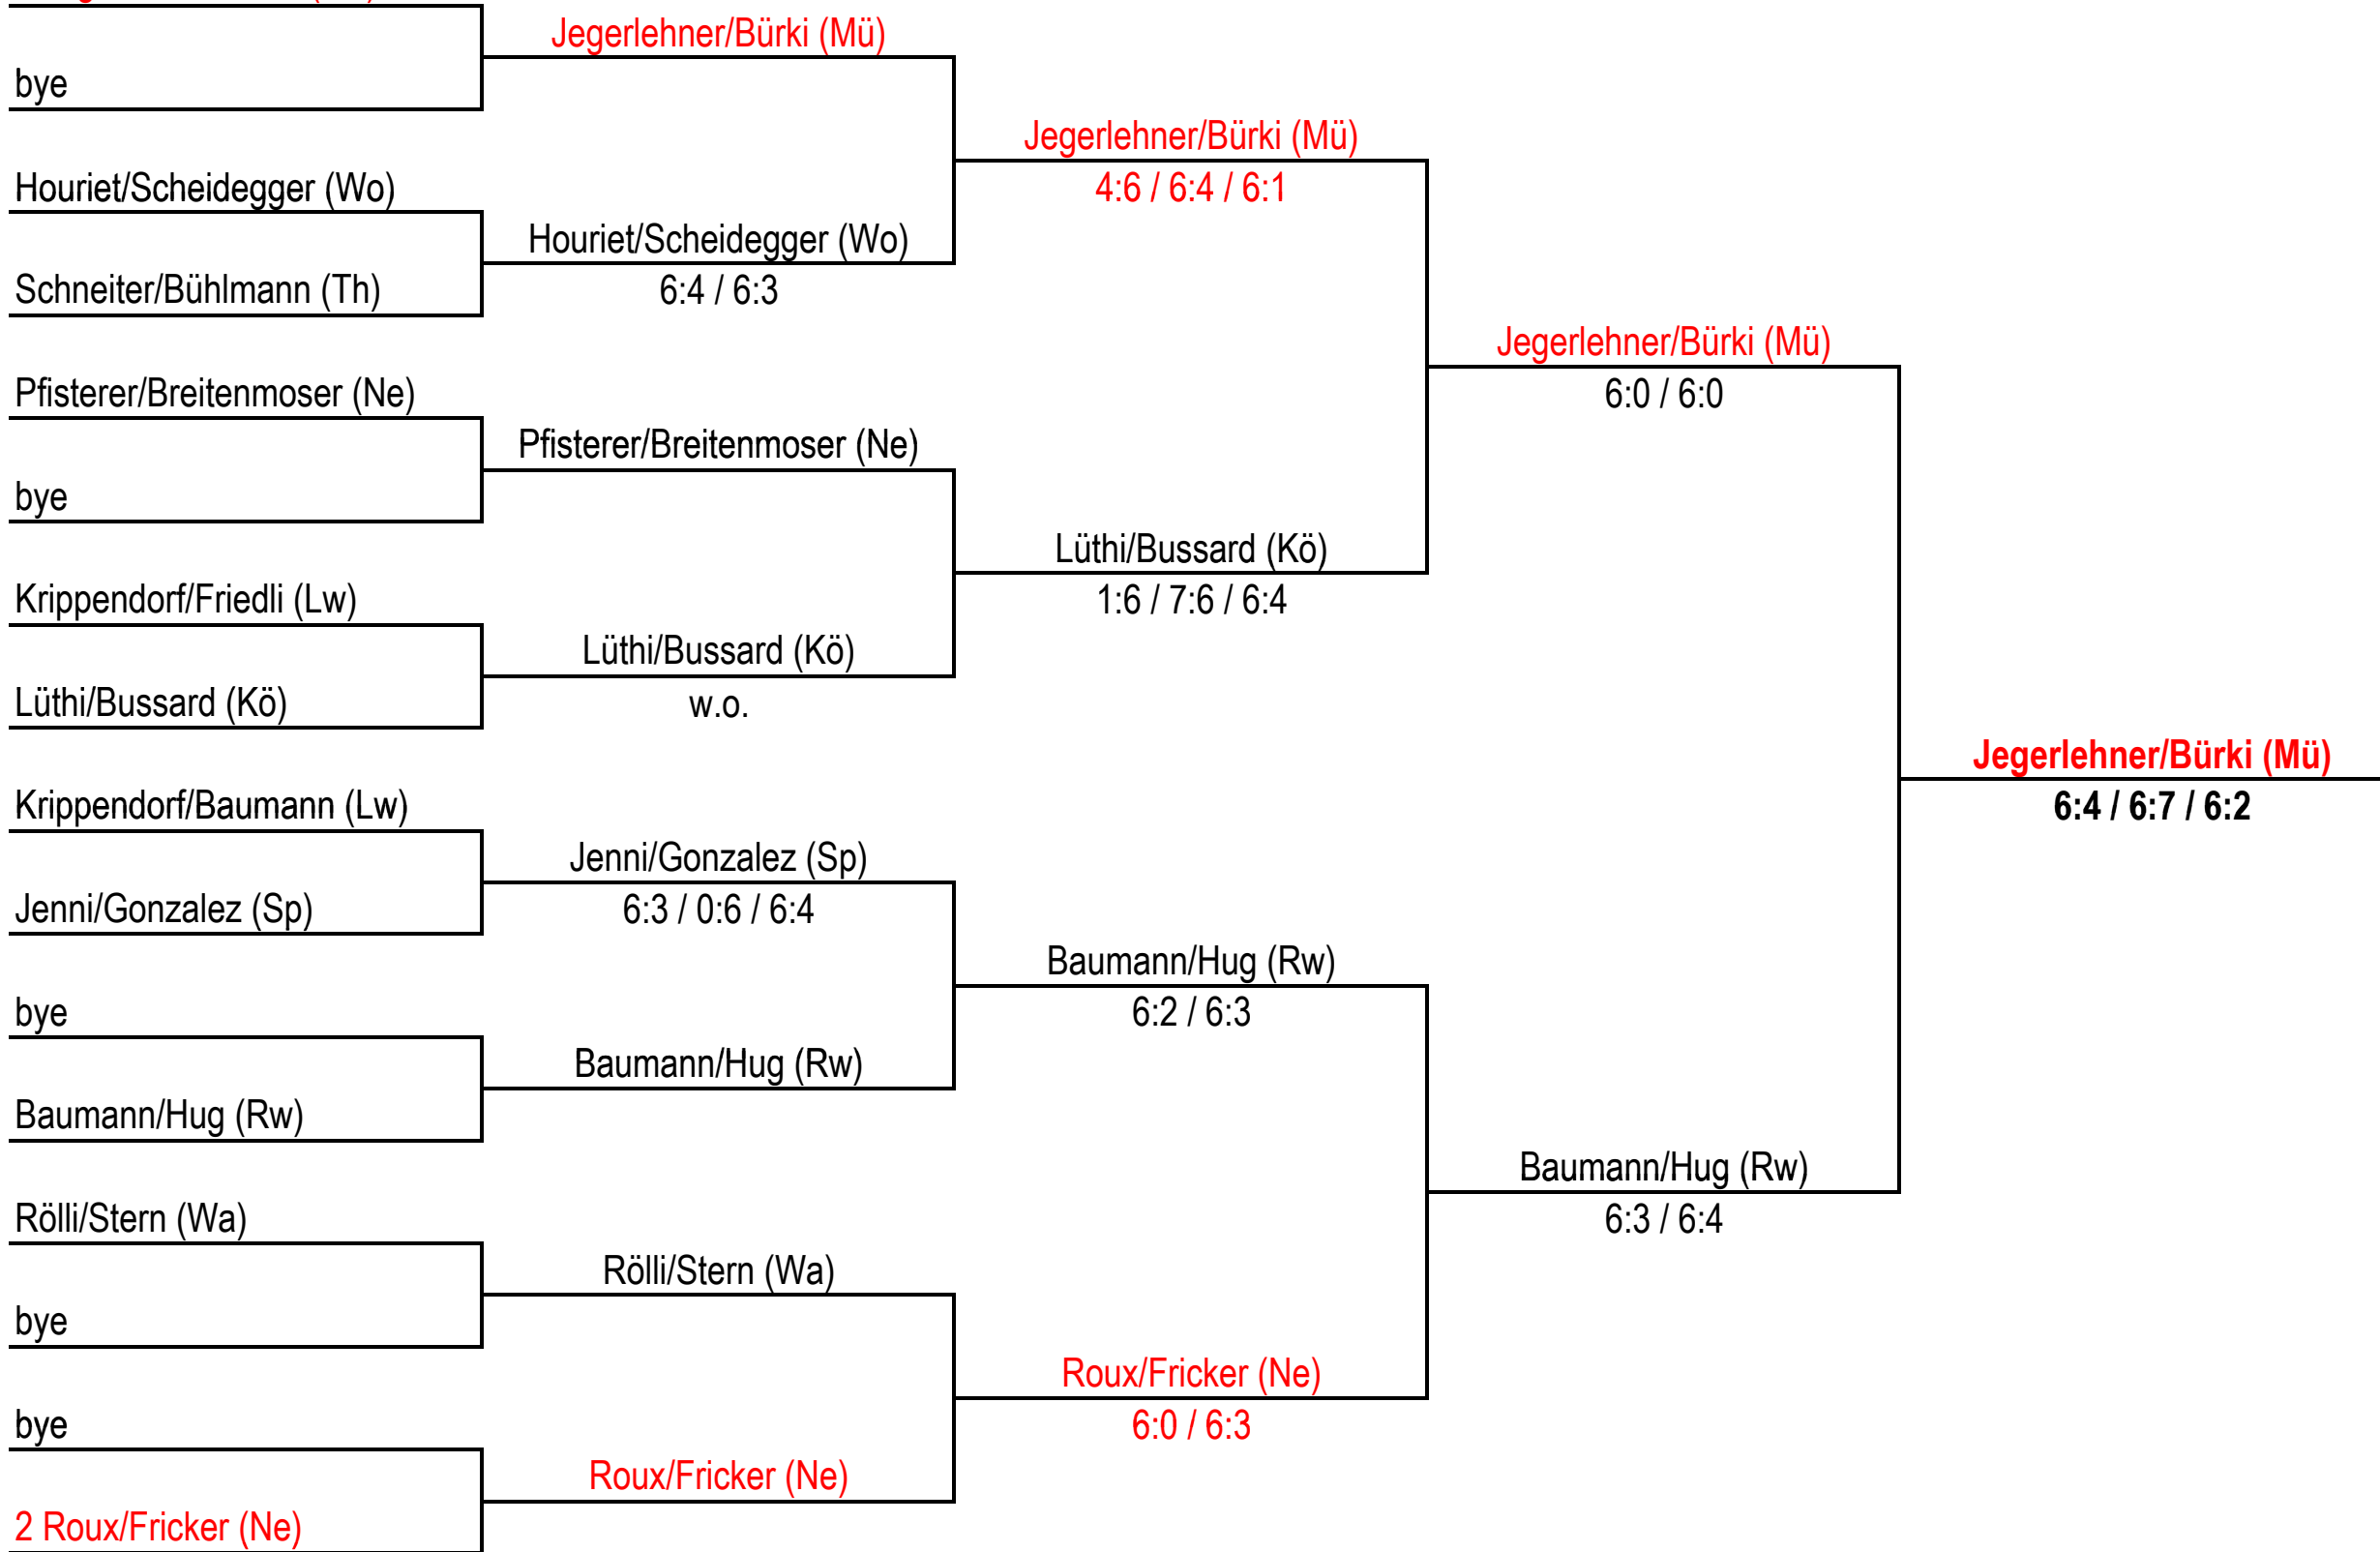 Jegerlehner/Bürki (Mü)
bye
Jegerlehner/Bürki (Mü)
4:6 / 6:4 / 6:1
Houriet/Scheidegger (Wo)
Houriet/Scheidegger (Wo)
6:4 / 6:3
Schneiter/Bühlmann (Th)
Jegerlehner/Bürki (Mü)
6:0 / 6:0
Pfisterer/Breitenmoser (Ne)
Pfisterer/Breitenmoser (Ne)
bye
Lüthi/Bussard (Kö)
1:6 / 7:6 / 6:4
Krippendorf/Friedli (Lw)
Lüthi/Bussard (Kö)
w.o.
Lüthi/Bussard (Kö)
Jegerlehner/Bürki (Mü)
6:4 / 6:7 / 6:2
Krippendorf/Baumann (Lw)
Jenni/Gonzalez (Sp)
6:3 / 0:6 / 6:4
Jenni/Gonzalez (Sp)
Baumann/Hug (Rw)
6:2 / 6:3
bye
Baumann/Hug (Rw)
Baumann/Hug (Rw)
Baumann/Hug (Rw)
6:3 / 6:4
Rölli/Stern (Wa)
Rölli/Stern (Wa)
bye
Roux/Fricker (Ne)
6:0 / 6:3
bye
Roux/Fricker (Ne)
2 Roux/Fricker (Ne)